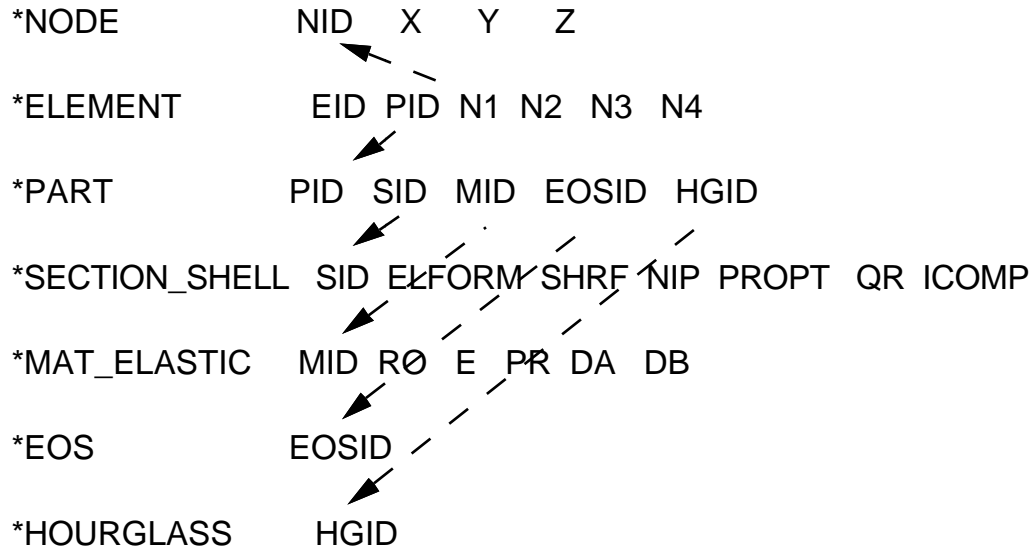 *NODE NID X Y Z
*ELEMENT EID PID N1 N2 N3 N4
*PART PID SID MID EOSID HGID
*SECTION_SHELL SID ELFORM SHRF NIP PROPT QR ICOMP
*MAT_ELASTIC MID RØ E PR DA DB
*EOS EOSID
*HOURGLASS HGID